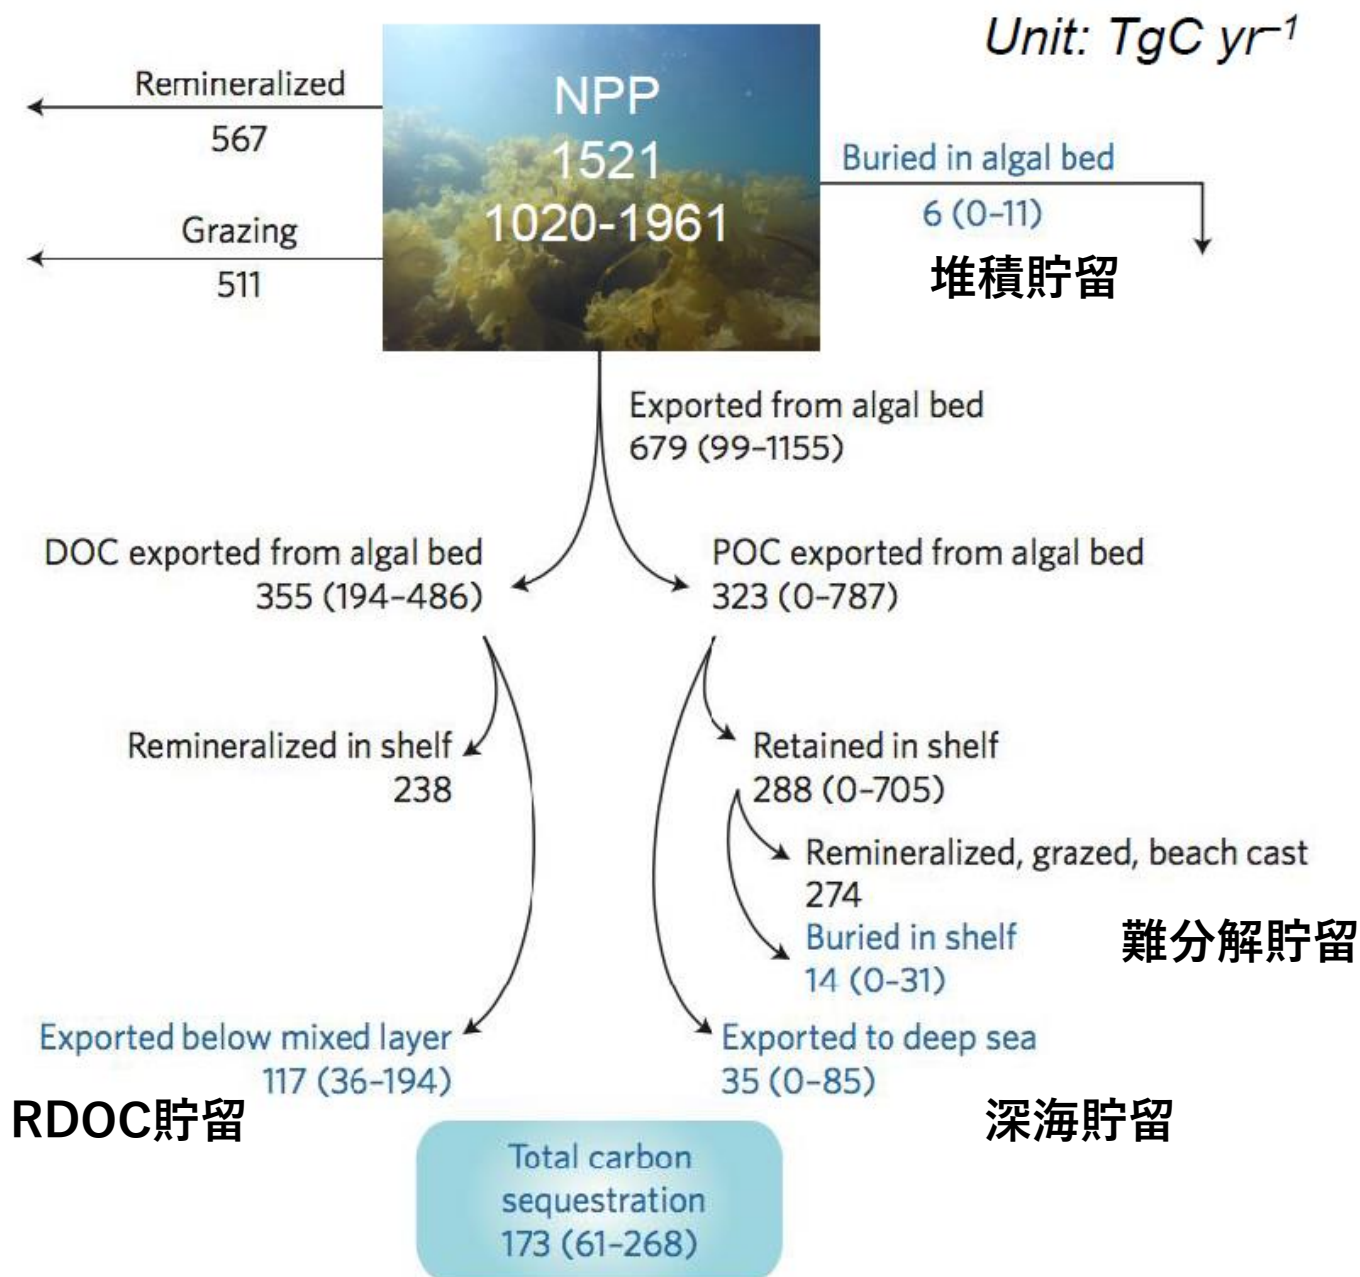 Unit: TgC yr⁻¹
Remineralized
567
Grazing
511
NPP
1521
1020-1961
Buried in algal bed
6 (0–11)
堆積貯留
Exported from algal bed
679 (99–1155)
DOC exported from algal bed
355 (194–486)
POC exported from algal bed
323 (0–787)
Remineralized in shelf
238
Retained in shelf
288 (0–705)
Remineralized, grazed, beach cast
274
Buried in shelf
14 (0–31)
難分解貯留
Exported below mixed layer
117 (36–194)
RDOC貯留
Exported to deep sea
35 (0–85)
深海貯留
Total carbon
sequestration
173 (61–268)